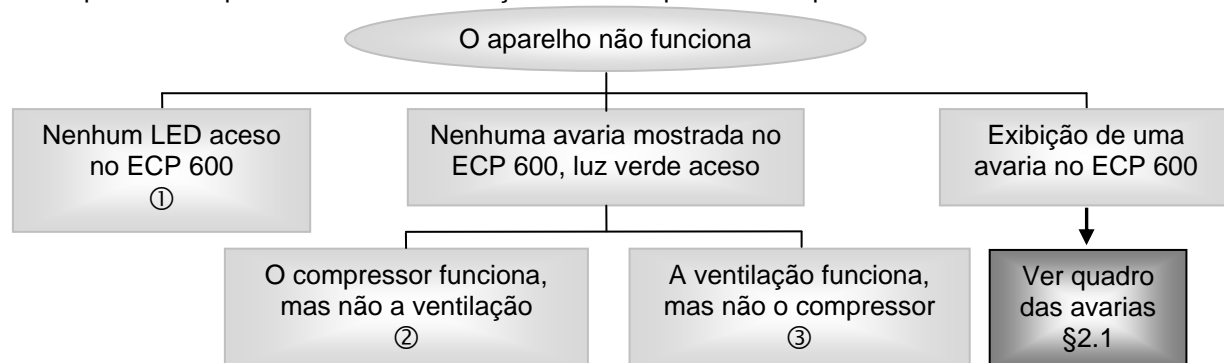 O aparelho não funciona
Nenhum LED aceso
no ECP 600
①
Nenhuma avaria mostrada no
ECP 600, luz verde aceso
Exibição de uma
avaria no ECP 600
O compressor funciona,
mas não a ventilação
②
A ventilação funciona,
mas não o compressor
③
Ver quadro
das avarias
§2.1